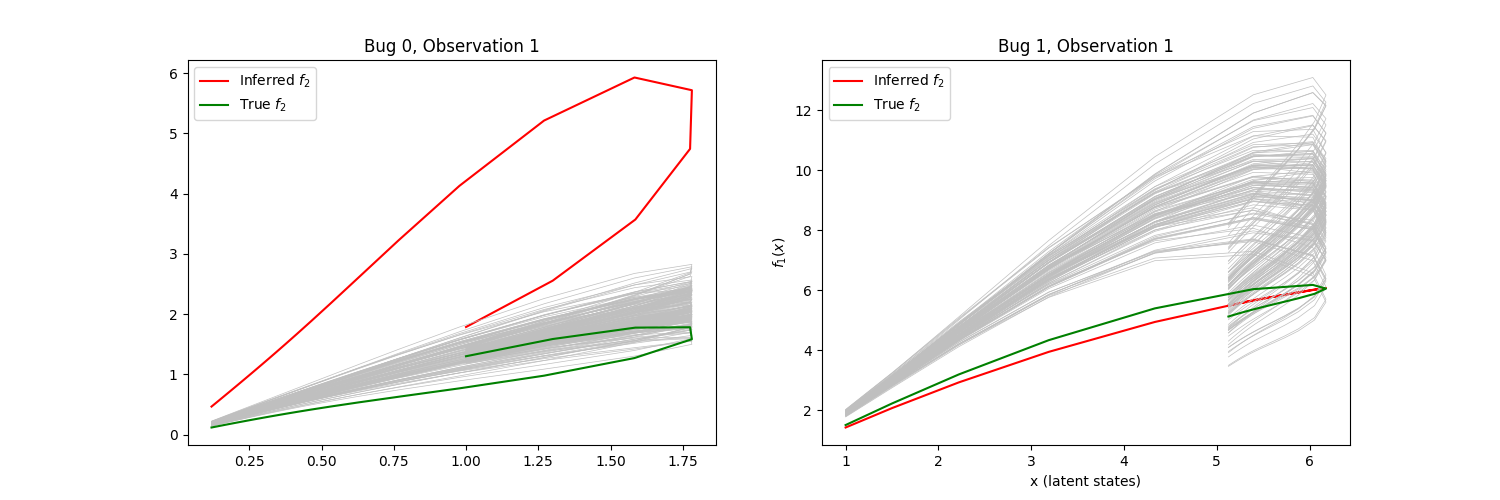 Bug 0, Observation 1
Inferred f₂
True f₂
6
5
4
3
2
1
0
0.25 0.50 0.75 1.00 1.25 1.50 1.75
Bug 1, Observation 1
Inferred f₂
True f₂
f₁(x)
12
10
8
6
4
2
1 2 3 4 5 6
x (latent states)